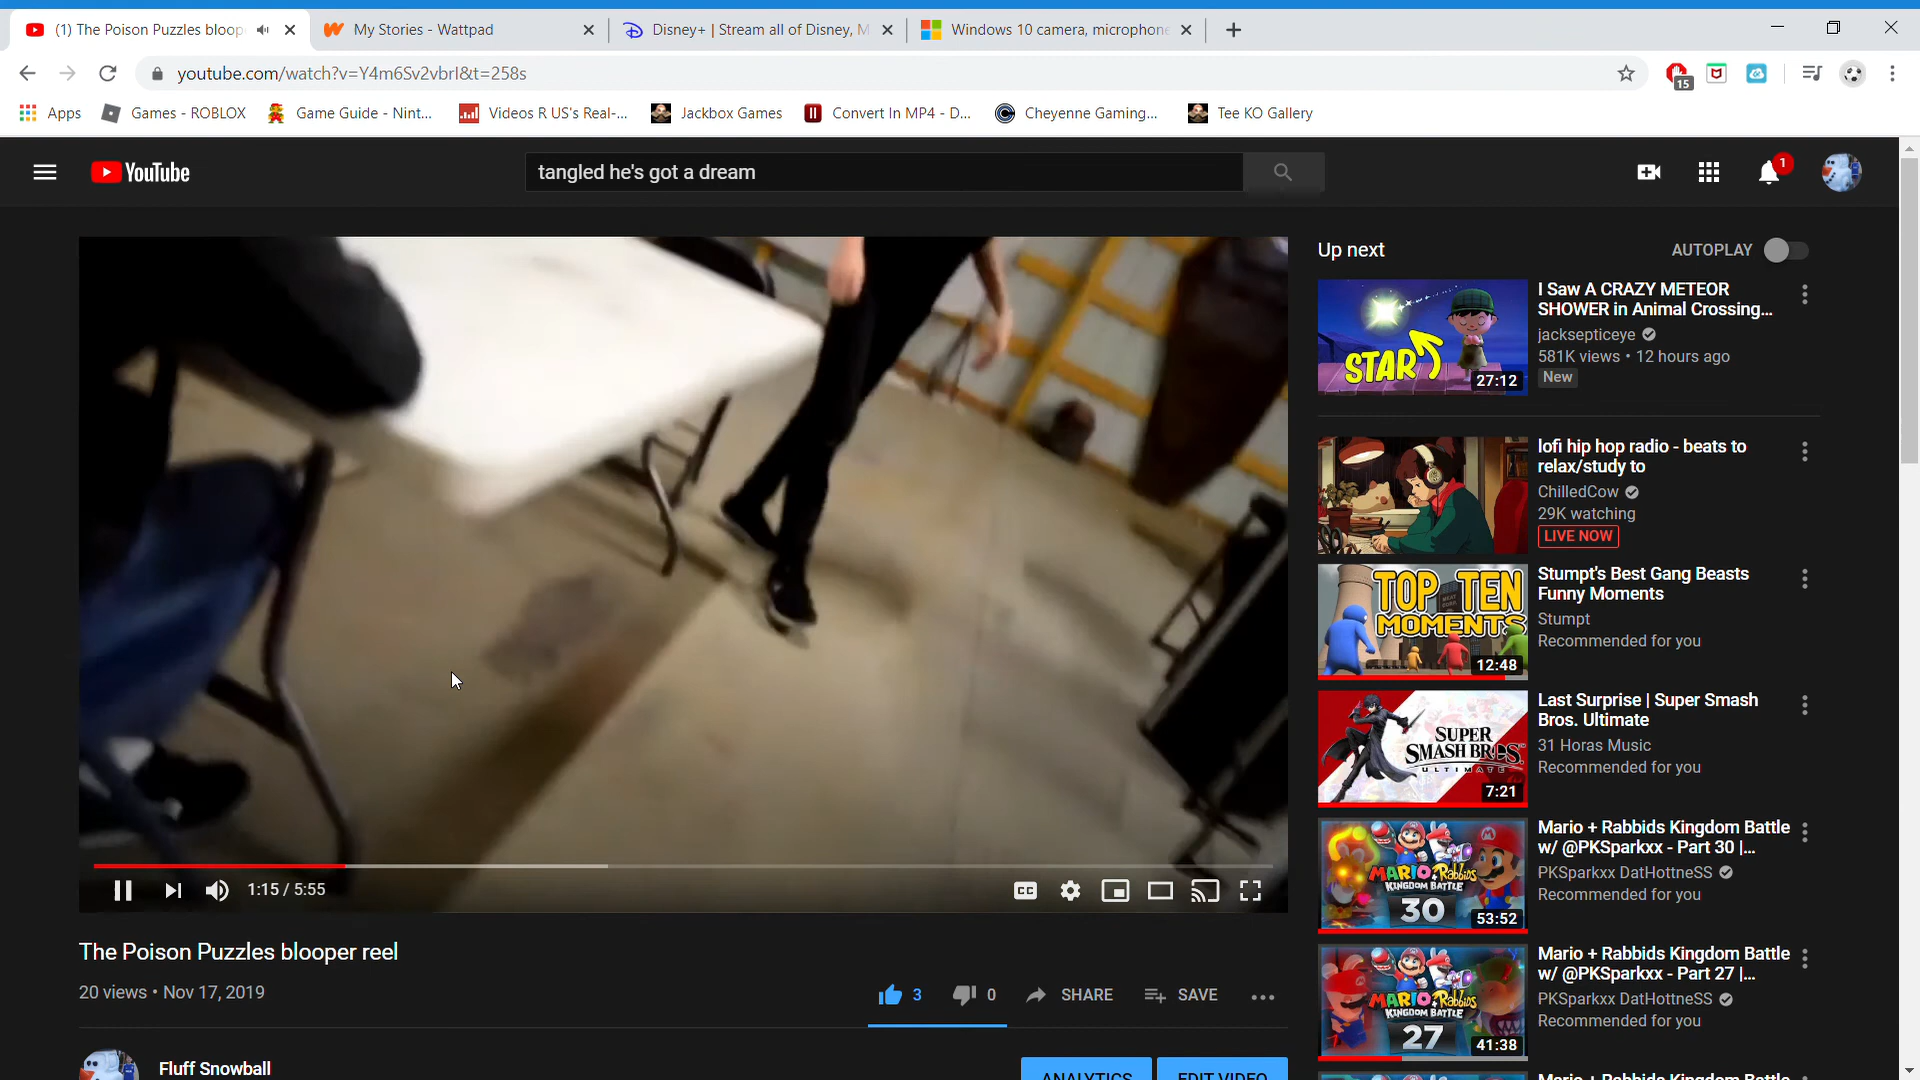 (1) The Poison Puzzles bloop
My Stories - Wattpad
Disney+ | Stream all of Disney, M
Windows 10 camera, microphone
youtube.com/watch?v=Y4m6Sv2vbrI&t=258s
15
Apps
Games - ROBLOX
Game Guide - Nint...
Videos R US's Real-...
Jackbox Games
Convert In MP4 - D...
Cheyenne Gaming...
Tee KO Gallery
YouTube
tangled he's got a dream
1
Up next
AUTOPLAY
STAR
27:12
I Saw A CRAZY METEOR
SHOWER in Animal Crossing...
jacksepticeye
581K views • 12 hours ago
New
lofi hip hop radio - beats to
relax/study to
ChilledCow
29K watching
LIVE NOW
TOP TEN
MOMENTS
12:48
Stumpt's Best Gang Beasts
Funny Moments
Stumpt
Recommended for you
SUPER
SMASH BROS.
ULTIMATE
7:21
Last Surprise | Super Smash
Bros. Ultimate
31 Horas Music
Recommended for you
MARIO + Rabbids
KINGDOM BATTLE
30
53:52
Mario + Rabbids Kingdom Battle
w/ @PKSparkxx - Part 30 |...
PKSparkxx DatHottneSS
Recommended for you
MARIO + Rabbids
KINGDOM BATTLE
27
41:38
Mario + Rabbids Kingdom Battle
w/ @PKSparkxx - Part 27 |...
PKSparkxx DatHottneSS
Recommended for you
Mario + Rabbids Kingdom Battle
1:15 / 5:55
CC
The Poison Puzzles blooper reel
20 views • Nov 17, 2019
3
0
SHARE
SAVE
Fluff Snowball
ANALYTICS
EDIT VIDEO